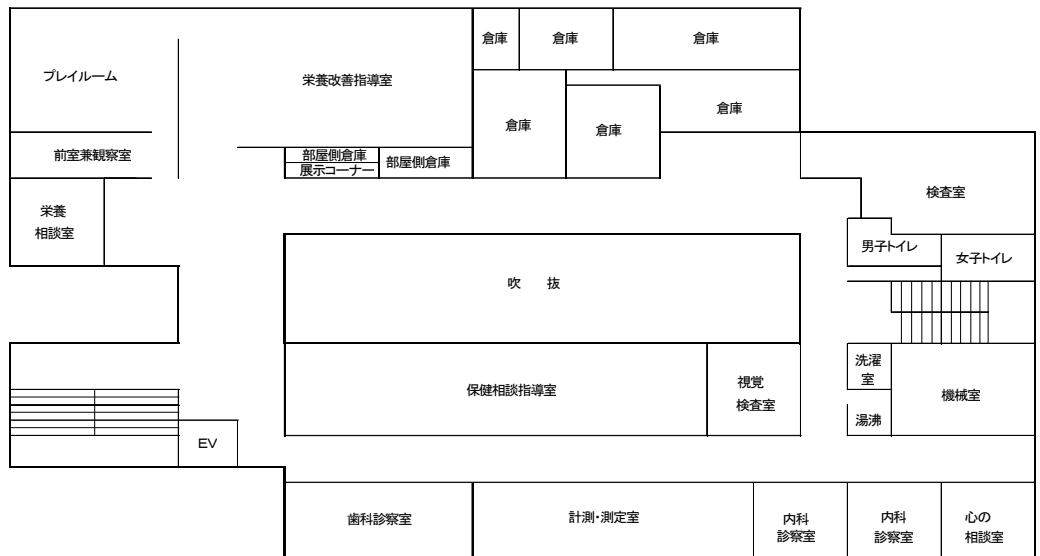 倉庫
倉庫
倉庫
プレイルーム
栄養改善指導室
倉庫
倉庫
倉庫
前室兼観察室
部屋側倉庫
展示コーナー
部屋側倉庫
検査室
栄養
相談室
男子トイレ
女子トイレ
吹 抜
洗濯
室
保健相談指導室
視覚
検査室
機械室
湯沸
EV
歯科診察室
計測・測定室
内科
診察室
内科
診察室
心の
相談室